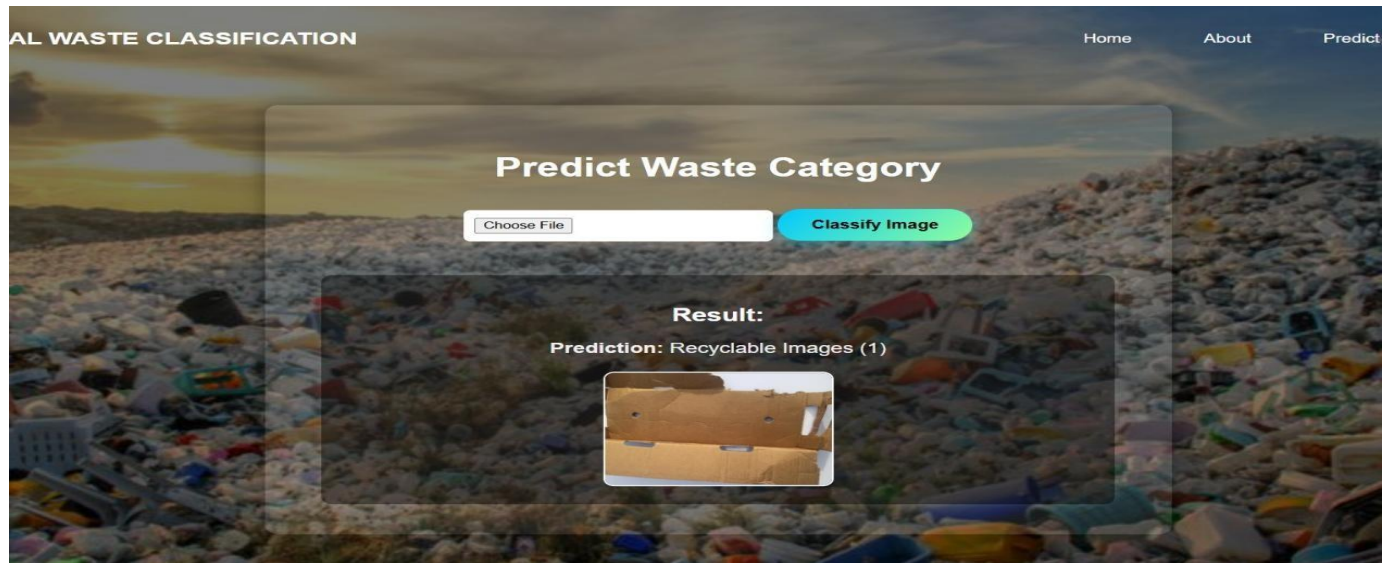 AL WASTE CLASSIFICATION Home About Predict
Predict Waste Category
Choose File Classify Image
Result:
Prediction: Recyclable Images (1)